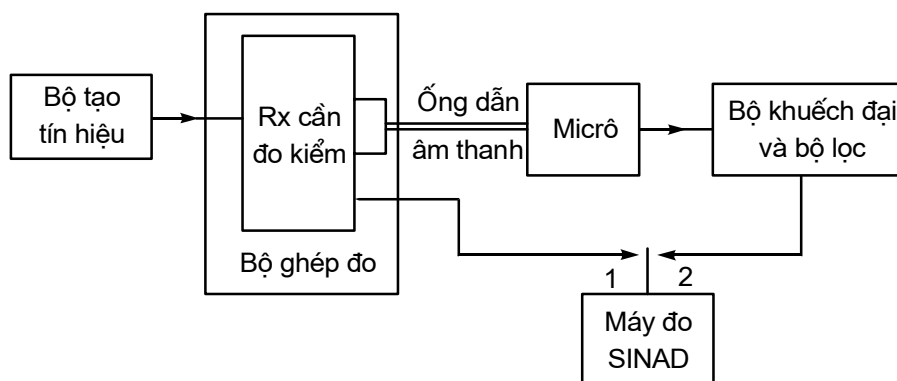 Bộ tạo
tín hiệu
Rx cần
đo kiểm
Bộ ghép đo
Ống dẫn
âm thanh
Micrô
Bộ khuếch đại
và bộ lọc
1
2
Máy đo
SINAD